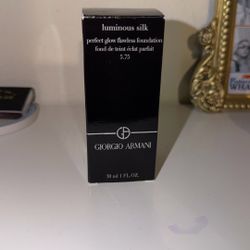 luminous silk
perfect glow flawless foundation
fond de teint éclat parfait
5.75
GIORGIO ARMANI
30 ml 1 FL.OZ.
WHAT